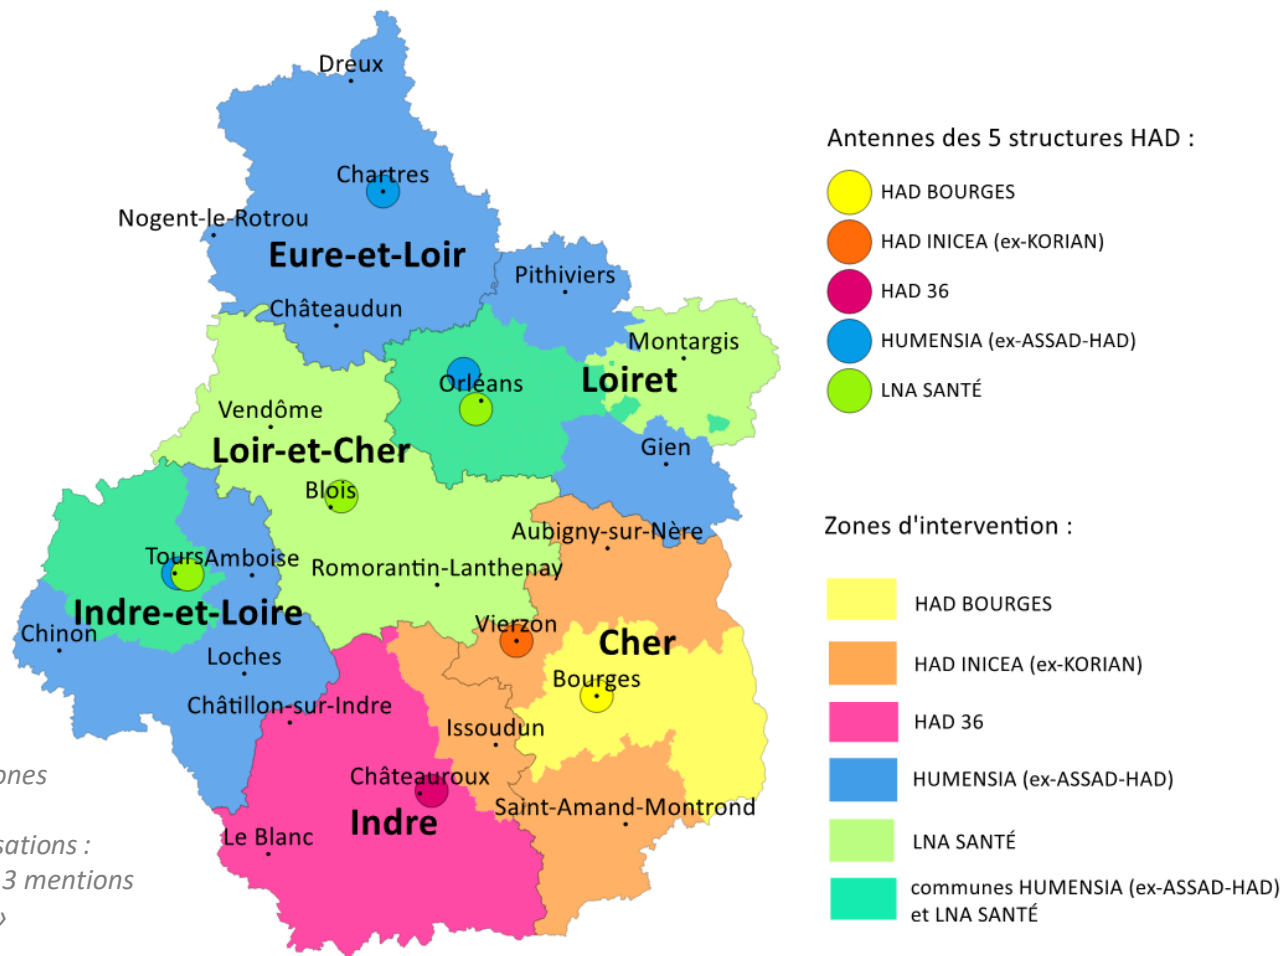 Dreux
Chartres
Nogent-le-Rotrou
Eure-et-Loir
Pithiviers
Châteaudun
Montargis
Loiret
Orléans
Vendôme
Loir-et-Cher
Gien
Blois
Aubigny-sur-Nère
Tours
Amboise
Romorantin-Lanthenay
Indre-et-Loire
Chinon
Vierzon
Cher
Loches
Bourges
Châtillon-sur-Indre
Issoudun
Châteauroux
Saint-Amand-Montrond
Indre
Le Blanc
ones
sations :
3 mentions
»
Antennes des 5 structures HAD :
HAD BOURGES
HAD INICEA (ex-KORIAN)
HAD 36
HUMENSIA (ex-ASSAD-HAD)
LNA SANTÉ
Zones d'intervention :
HAD BOURGES
HAD INICEA (ex-KORIAN)
HAD 36
HUMENSIA (ex-ASSAD-HAD)
LNA SANTÉ
communes HUMENSIA (ex-ASSAD-HAD)
et LNA SANTÉ